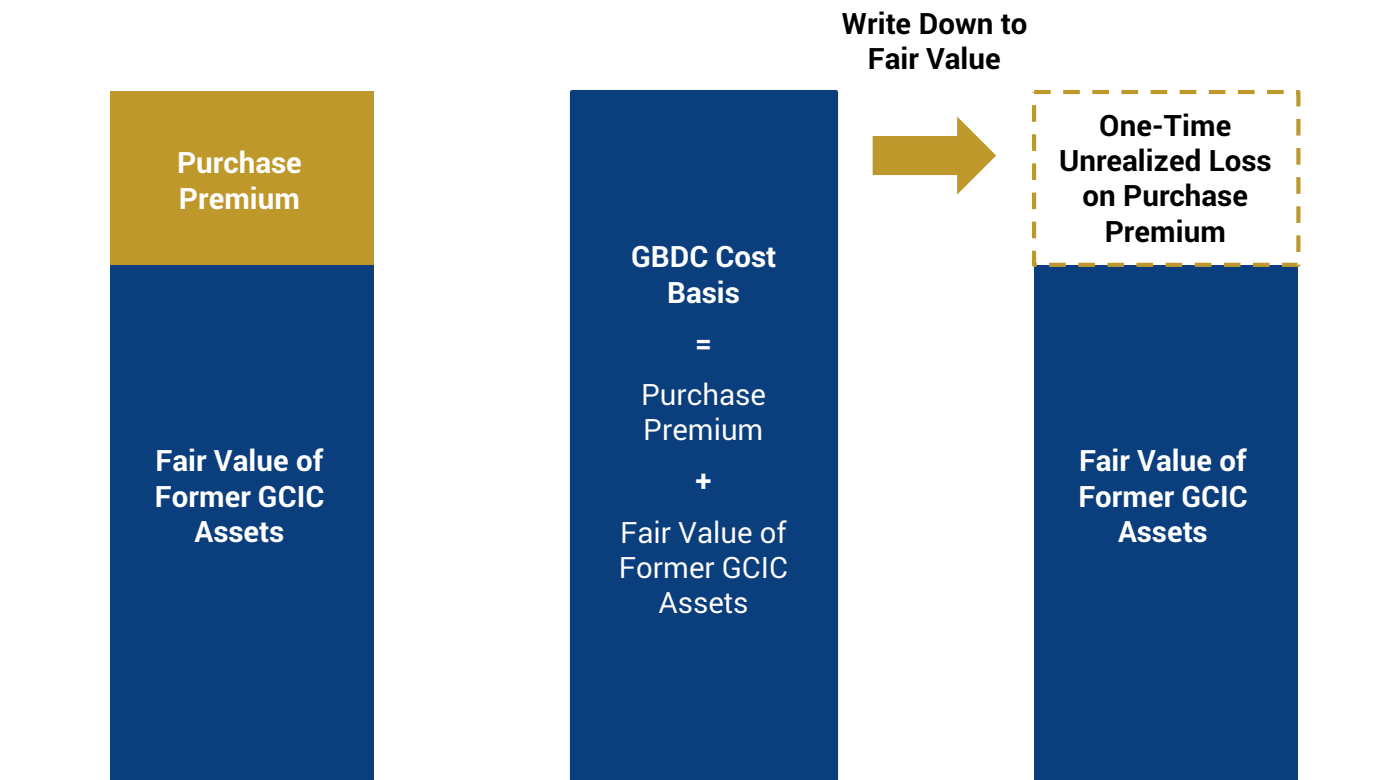 Write Down to
Fair Value
Purchase
Premium
Fair Value of
Former GCIC
Assets
GBDC Cost
Basis
=
Purchase
Premium
+
Fair Value of
Former GCIC
Assets
One-Time
Unrealized Loss
on Purchase
Premium
Fair Value of
Former GCIC
Assets